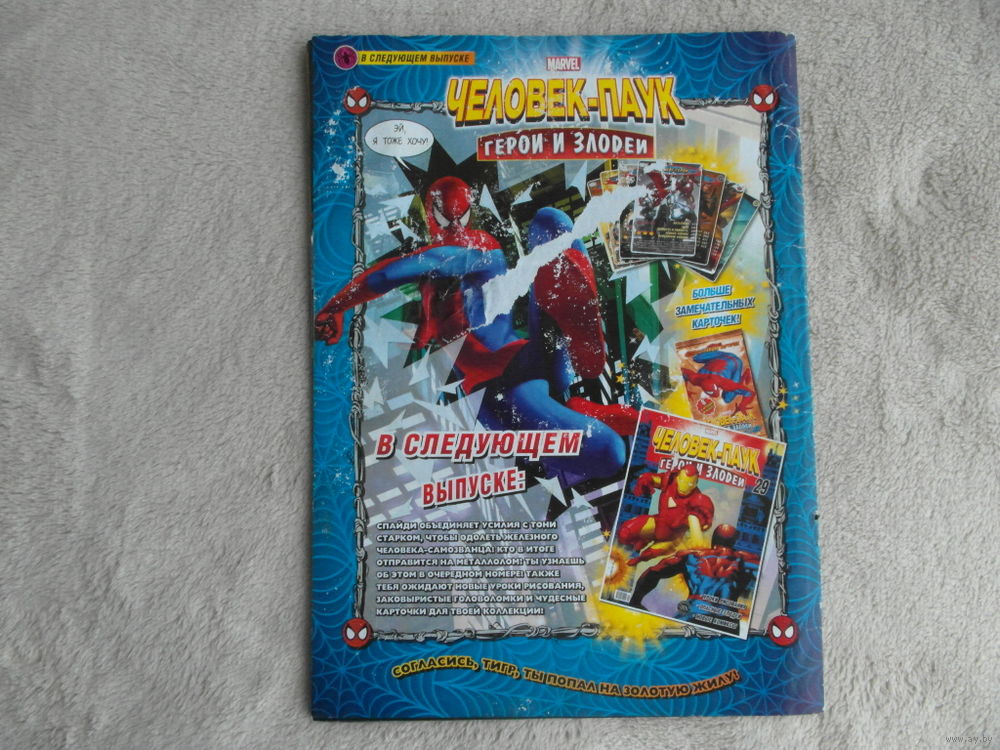 В СЛЕДУЮЩЕМ ВЫПУСКЕ
MARVEL
ЧЕЛОВЕК-ПАУК
ГЕРОИ И ЗЛОДЕИ
ЭЙ,
Я ТОЖЕ ХОЧУ!
БОЛЬШЕ
ЗАМЕЧАТЕЛЬНЫХ
КАРТОЧЕК!
В СЛЕДУЮЩЕМ
ВЫПУСКЕ:
СПАЙДИ ОБЪЕДИНЯЕТ УСИЛИЯ С ТОНИ
СТАРКОМ, ЧТОБЫ ОДОЛЕТЬ ЖЕЛЕЗНОГО
ЧЕЛОВЕКА-САМОЗВАНЦА! КТО В ИТОГЕ
ОТПРАВИТСЯ НА МЕТАЛЛОЛОМ! ТЫ УЗНАЕШЬ
ОБ ЭТОМ В ОЧЕРЕДНОМ НОМЕРЕ! ТАКЖЕ
ТЕБЯ ОЖИДАЮТ НОВЫЕ УРОКИ РИСОВАНИЯ,
ЗАКОВЫРИСТЫЕ ГОЛОВОЛОМКИ И ЧУДЕСНЫЕ
КАРТОЧКИ ДЛЯ ТВОЕЙ КОЛЛЕКЦИИ!
ЧЕЛОВЕК-ПАУК
ГЕРОИ И ЗЛОДЕИ
29
СОГЛАСИСЬ, ТИГР, ТЫ ПОПАЛ НА ЗОЛОТУЮ ЖИЛУ!
www.ay.by